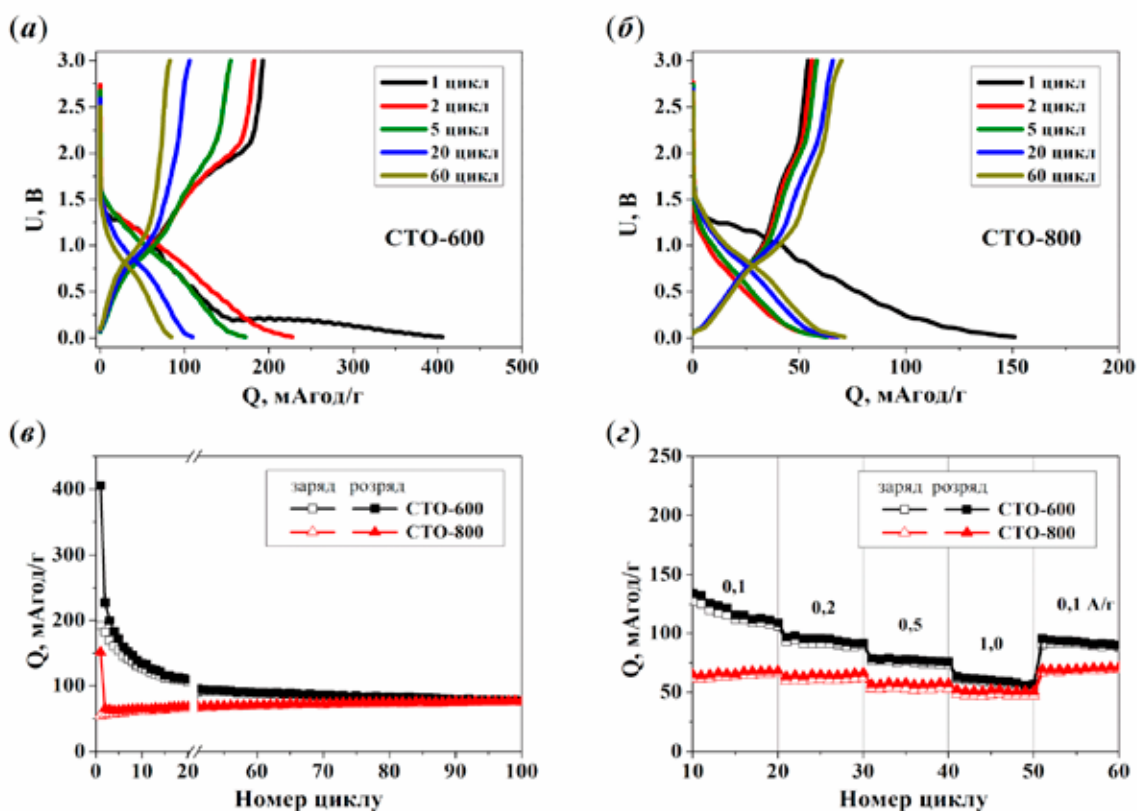 (а)
3.0
2.5
2.0
1.5
1.0
0.5
0.0
U, В
1 цикл
2 цикл
5 цикл
20 цикл
60 цикл
СТО-600
0 100 200 300 400 500
Q, мАгод/г
(б)
3.0
2.5
2.0
1.5
1.0
0.5
0.0
U, В
1 цикл
2 цикл
5 цикл
20 цикл
60 цикл
СТО-800
0 50 100 150 200
Q, мАгод/г
(в)
400
300
200
100
0
Q, мАгод/г
заряд розряд
СТО-600
СТО-800
0 10 20 40 60 80 100
Номер циклу
(г)
250
200
150
100
50
0
Q, мАгод/г
заряд розряд
СТО-600
СТО-800
0,1
0,2
0,5
1,0
0,1 А/г
10 20 30 40 50 60
Номер циклу